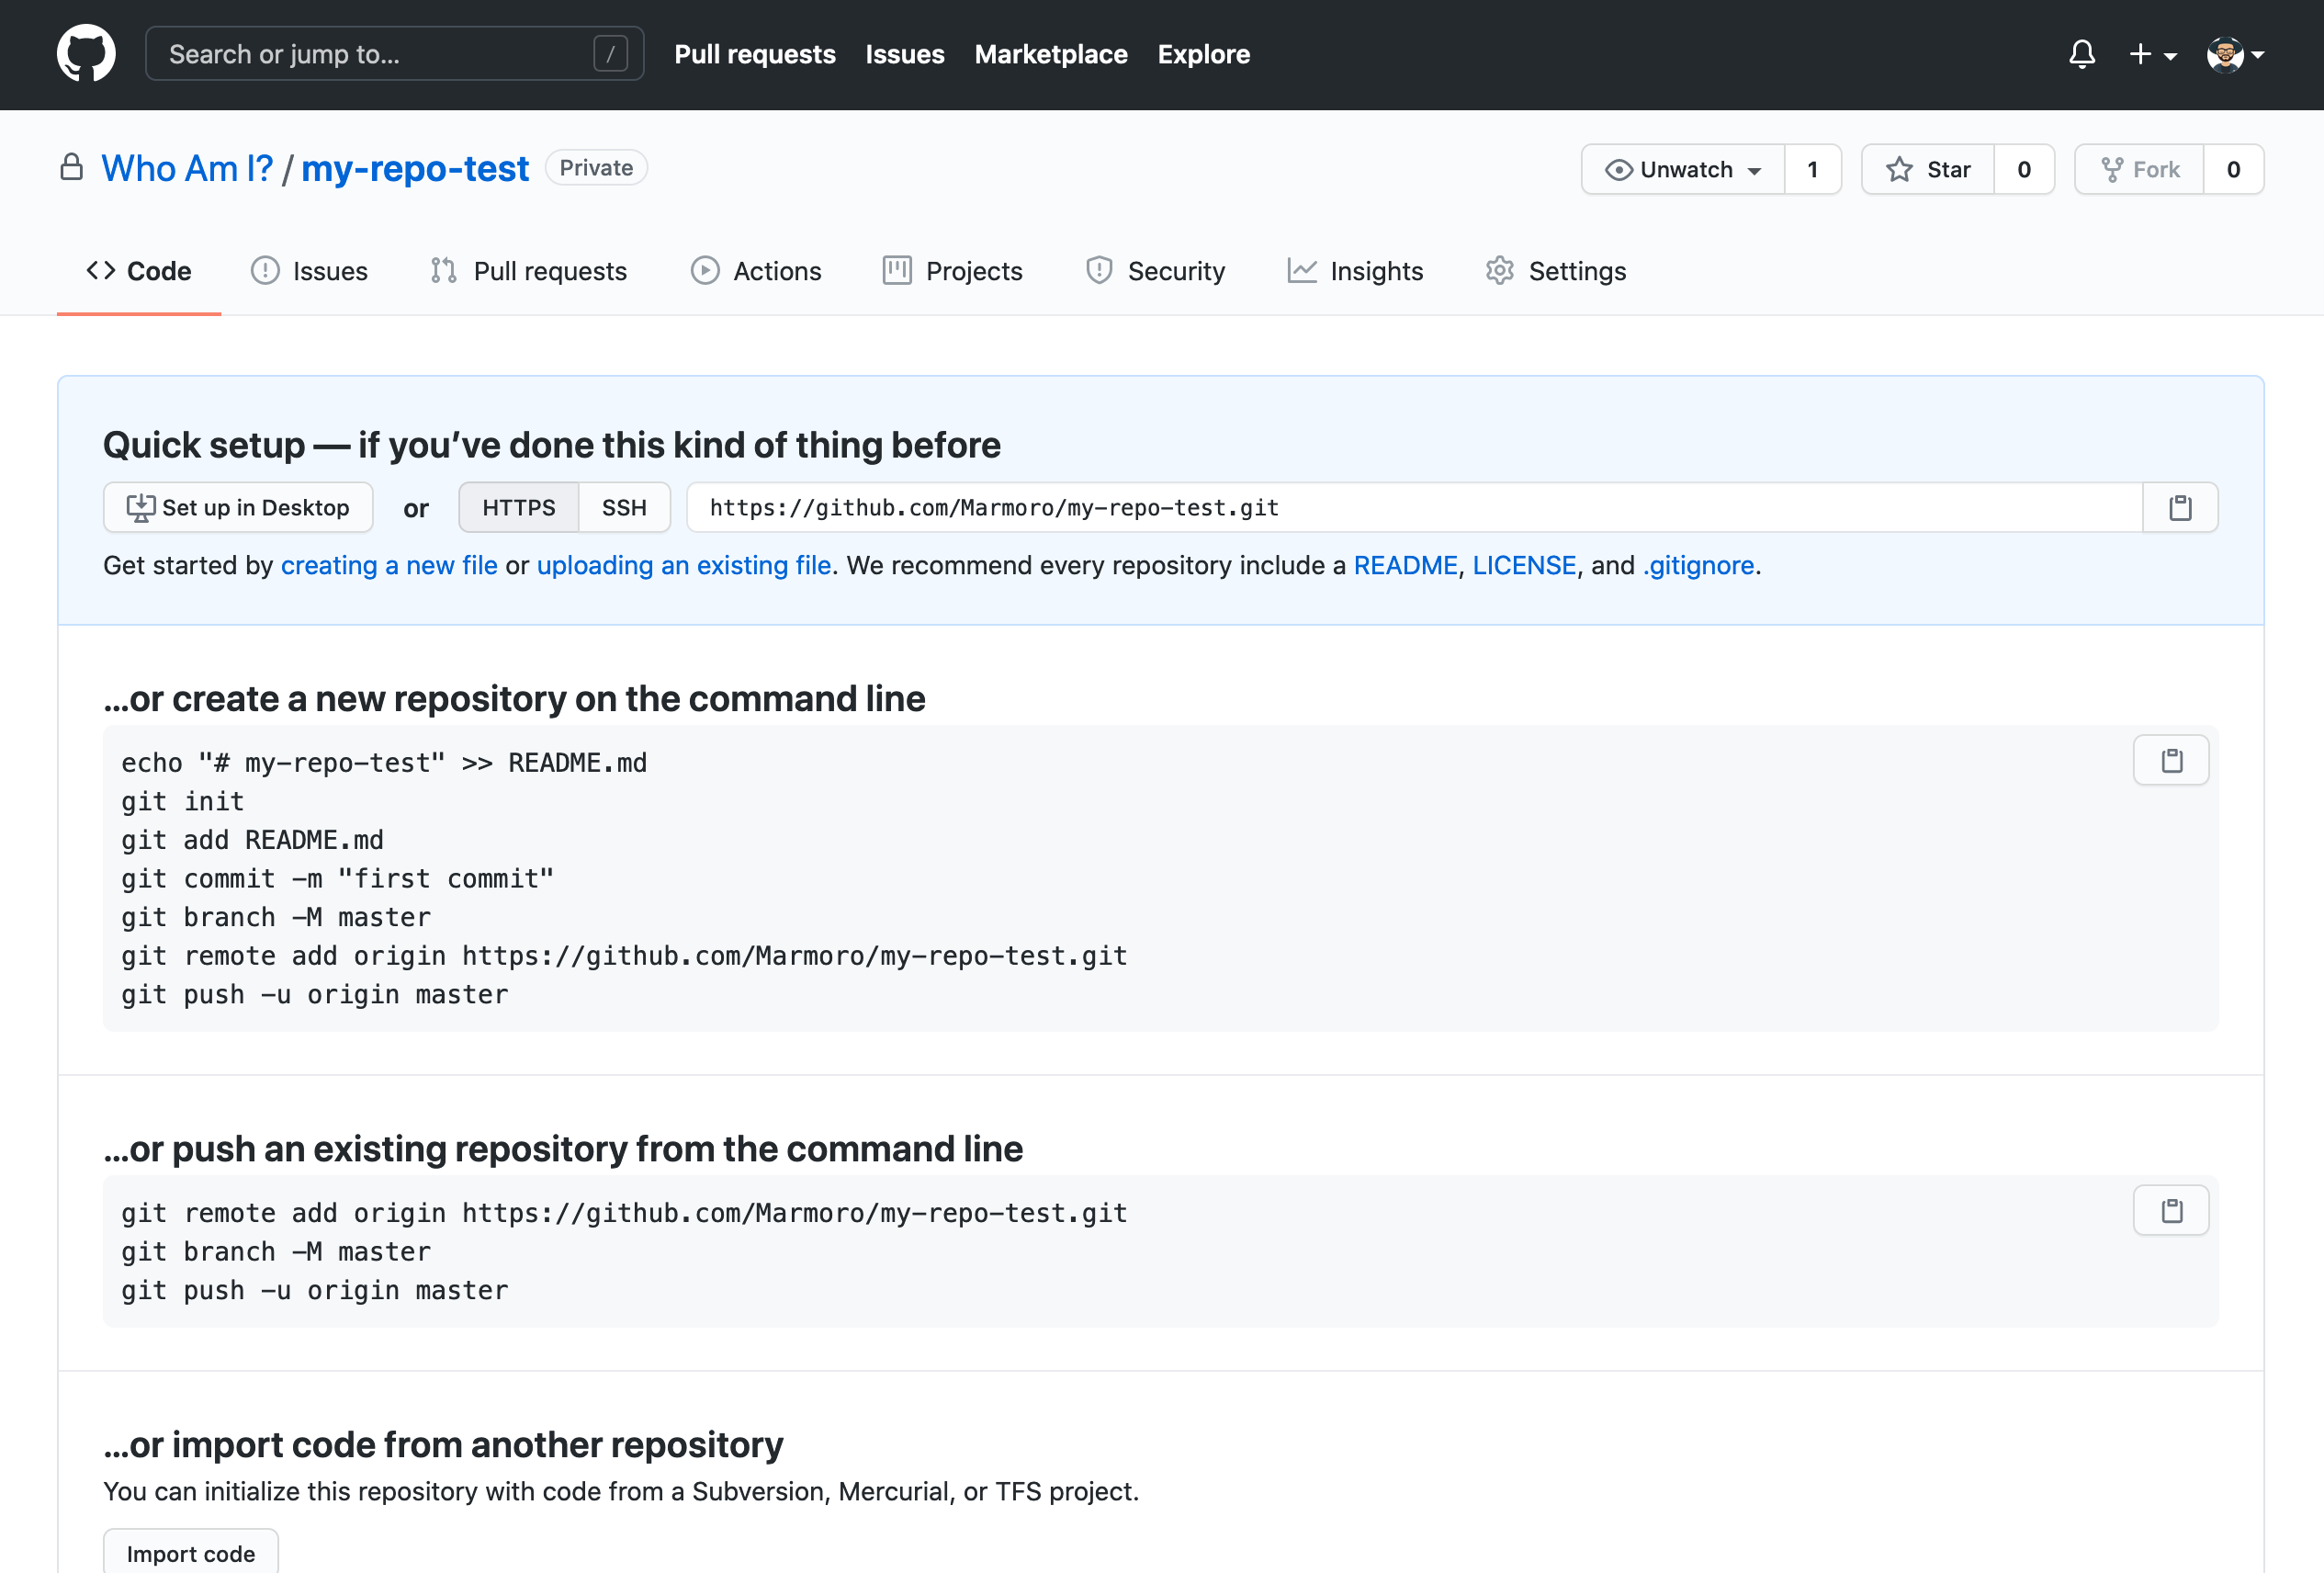 Search or jump to... /
Pull requests Issues Marketplace Explore
Who Am I? / my-repo-test Private
Unwatch 1 Star 0 Fork 0
Code Issues Pull requests Actions Projects Security Insights Settings
Quick setup — if you’ve done this kind of thing before
Set up in Desktop or HTTPS SSH https://github.com/Marmoro/my-repo-test.git
Get started by creating a new file or uploading an existing file. We recommend every repository include a README, LICENSE, and .gitignore.
…or create a new repository on the command line
echo "# my-repo-test" >> README.md
git init
git add README.md
git commit -m "first commit"
git branch -M master
git remote add origin https://github.com/Marmoro/my-repo-test.git
git push -u origin master
…or push an existing repository from the command line
git remote add origin https://github.com/Marmoro/my-repo-test.git
git branch -M master
git push -u origin master
…or import code from another repository
You can initialize this repository with code from a Subversion, Mercurial, or TFS project.
Import code